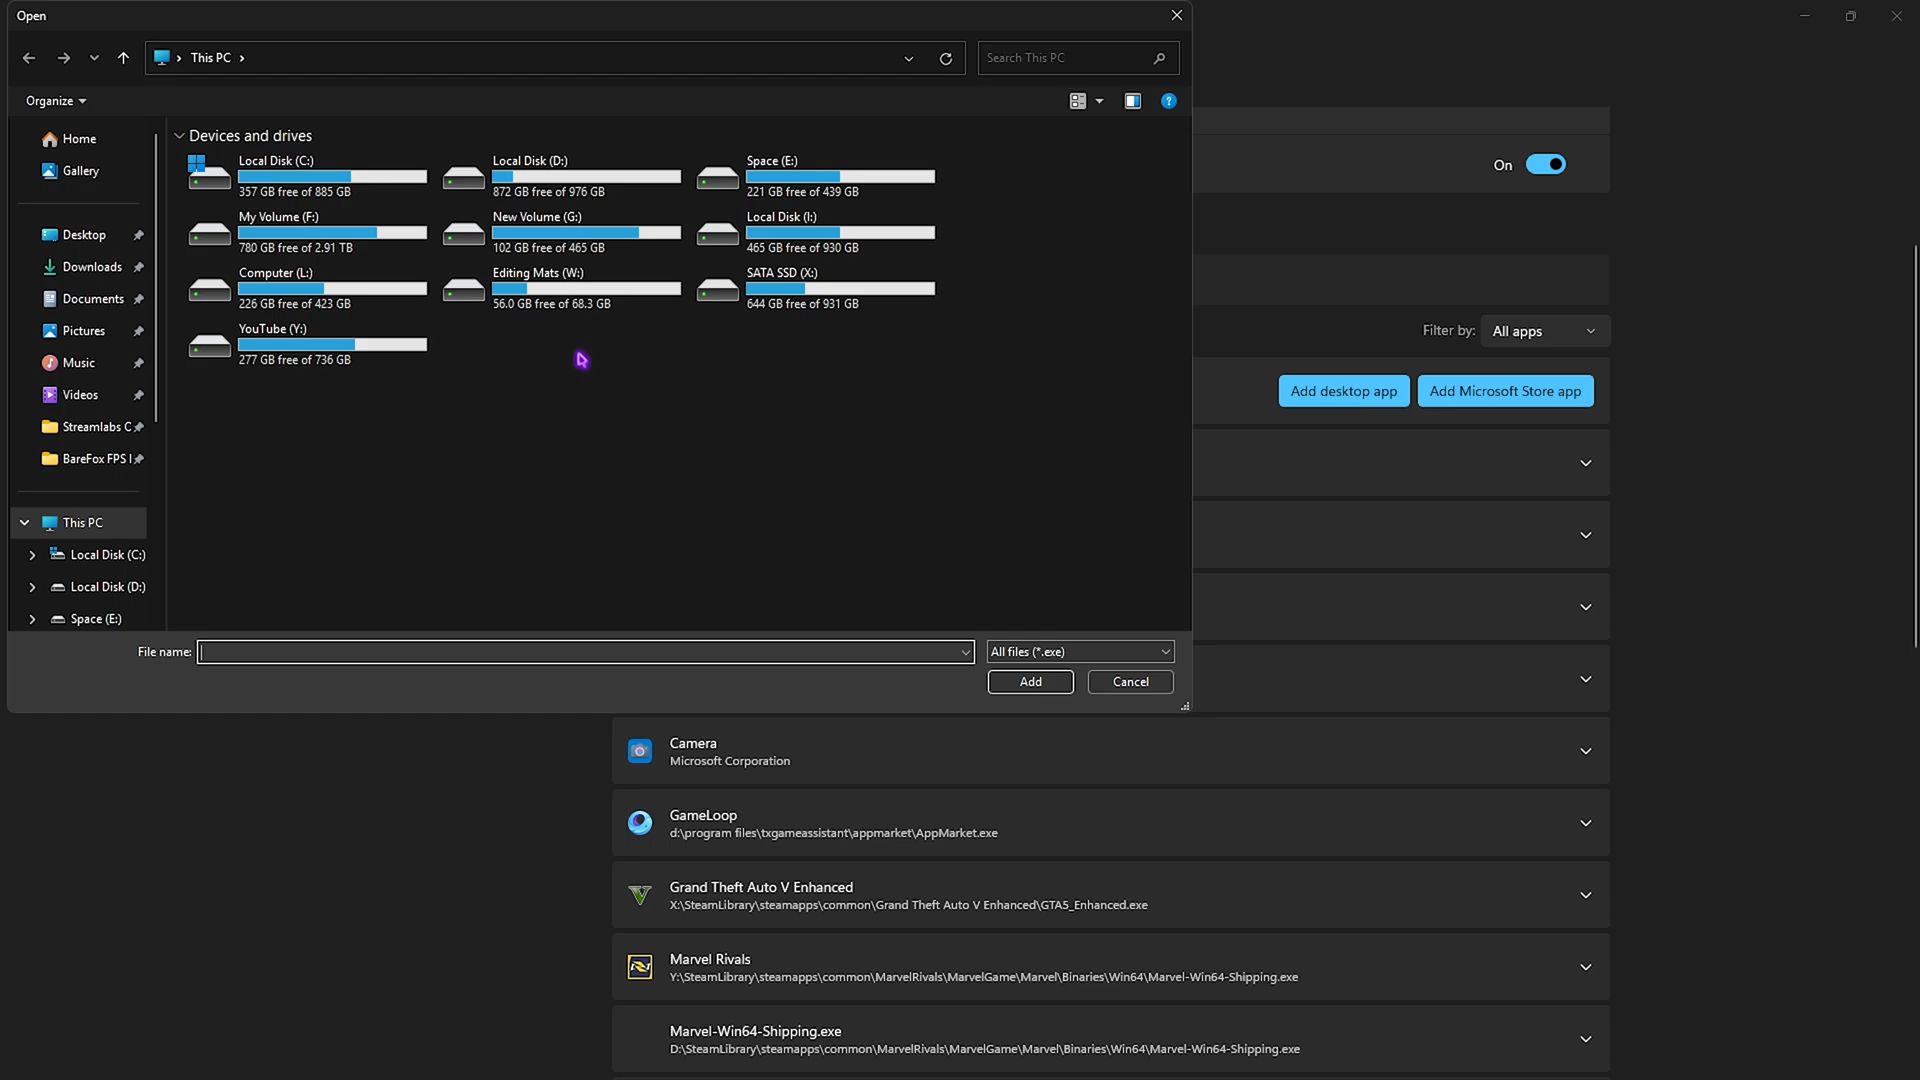 Open
This PC
Search This PC
Organize
Home
Gallery
Desktop
Downloads
Documents
Pictures
Music
Videos
Streamlabs C
BareFox FPS I
This PC
Local Disk (C:)
Local Disk (D:)
Space (E:)
Devices and drives
Local Disk (C:)
357 GB free of 885 GB
Local Disk (D:)
872 GB free of 976 GB
Space (E:)
221 GB free of 439 GB
My Volume (F:)
780 GB free of 2.91 TB
New Volume (G:)
102 GB free of 465 GB
Local Disk (I:)
465 GB free of 930 GB
Computer (L:)
226 GB free of 423 GB
Editing Mats (W:)
56.0 GB free of 68.3 GB
SATA SSD (X:)
644 GB free of 931 GB
YouTube (Y:)
277 GB free of 736 GB
File name:
All files (*.exe)
Add
Cancel
On
Filter by: All apps
Add desktop app
Add Microsoft Store app
Camera
Microsoft Corporation
GameLoop
d:\program files\txgameassistant\appmarket\AppMarket.exe
Grand Theft Auto V Enhanced
X:\SteamLibrary\steamapps\common\Grand Theft Auto V Enhanced\GTA5_Enhanced.exe
Marvel Rivals
Y:\SteamLibrary\steamapps\common\MarvelRivals\MarvelGame\Marvel\Binaries\Win64\Marvel-Win64-Shipping.exe
Marvel-Win64-Shipping.exe
D:\SteamLibrary\steamapps\common\MarvelRivals\MarvelGame\Marvel\Binaries\Win64\Marvel-Win64-Shipping.exe